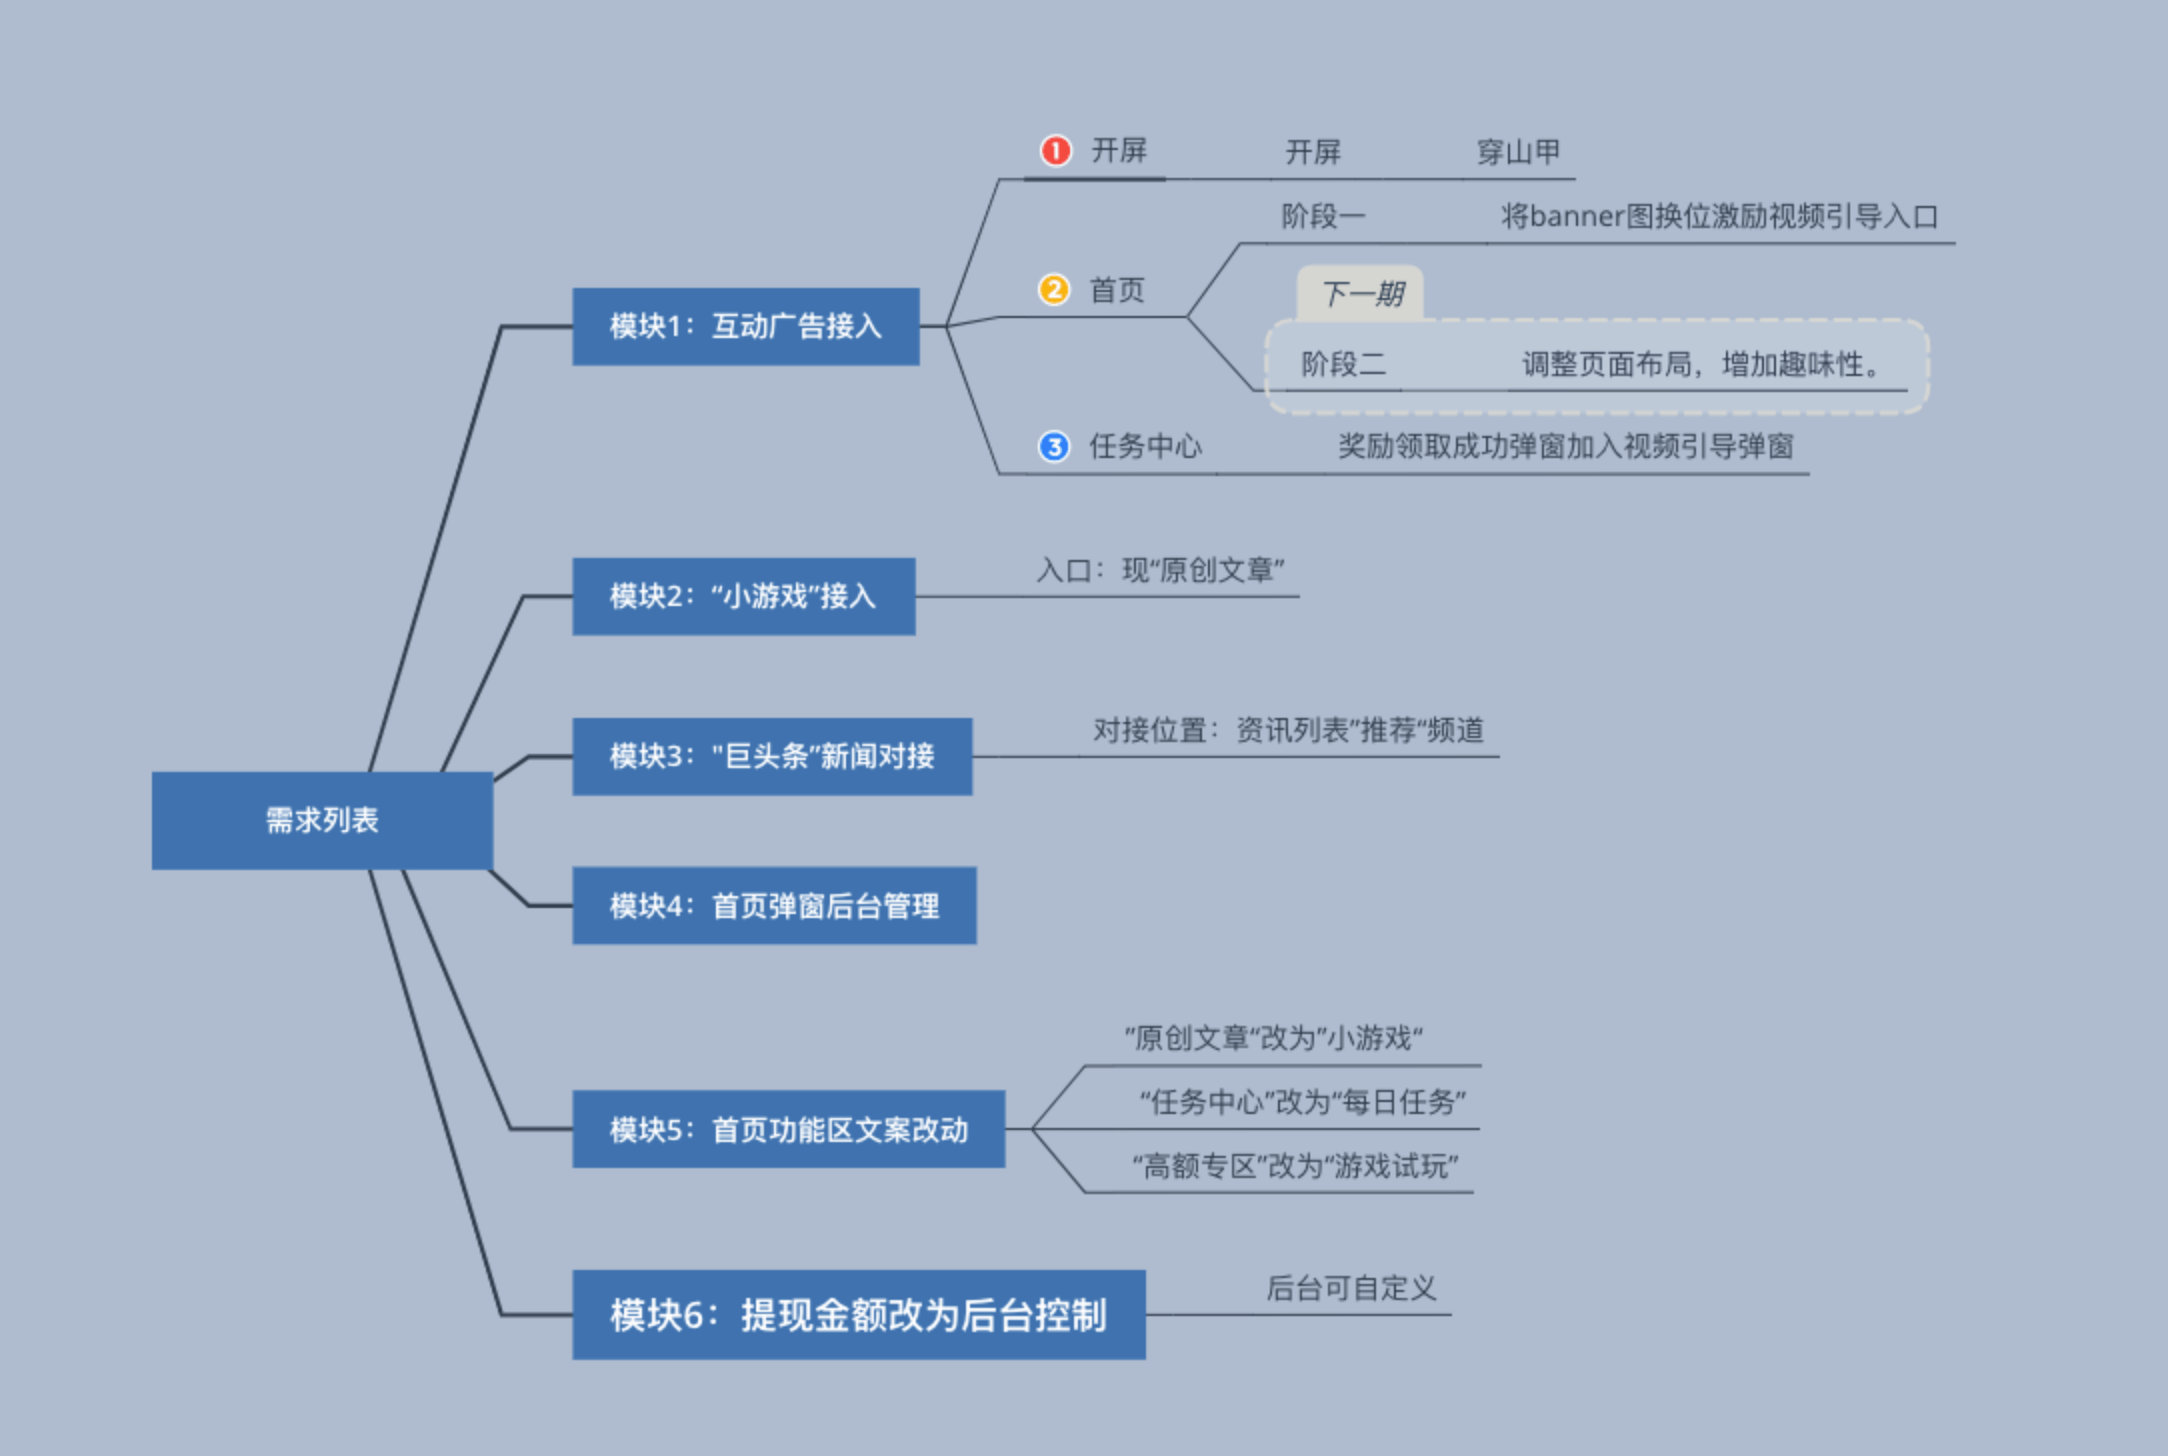 需求列表
模块1：互动广告接入
1 开屏
开屏
穿山甲
2 首页
阶段一
将banner图换位激励视频引导入口
下一期
阶段二
调整页面布局，增加趣味性。
3 任务中心
奖励领取成功弹窗加入视频引导弹窗
模块2：“小游戏”接入
入口：现“原创文章”
模块3："巨头条”新闻对接
对接位置：资讯列表”推荐“频道
模块4：首页弹窗后台管理
模块5：首页功能区文案改动
”原创文章“改为”小游戏“
“任务中心”改为“每日任务”
“高额专区”改为“游戏试玩”
模块6：提现金额改为后台控制
后台可自定义